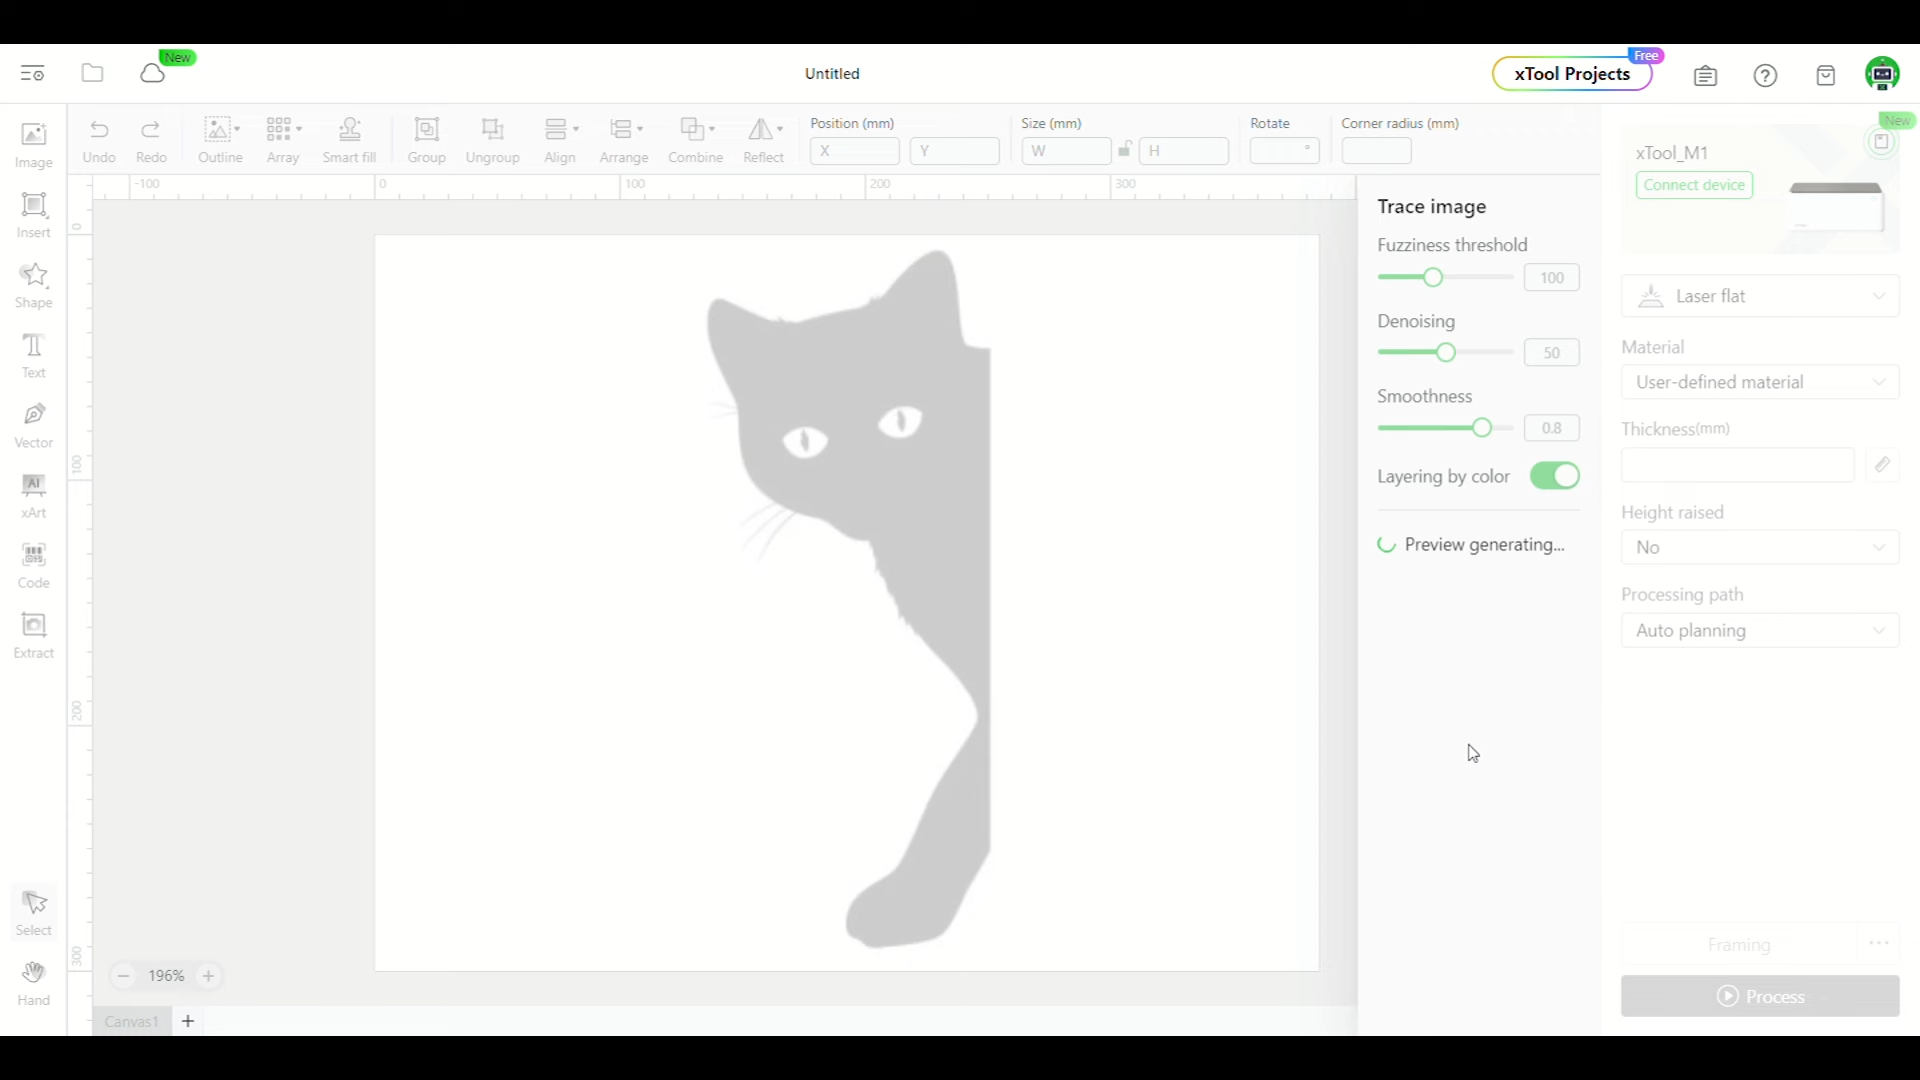 New
Untitled
Free
xTool Projects
Image
Insert
Shape
Text
Vector
AI
xArt
Code
Extract
Select
Hand
Undo
Redo
Outline
Array
Smart fill
Group
Ungroup
Align
Arrange
Combine
Reflect
Position (mm)
X
Y
Size (mm)
W
H
Rotate
°
Corner radius (mm)
-100
0
100
200
300
0
100
200
300
Trace image
Fuzziness threshold
100
Denoising
50
Smoothness
0.8
Layering by color
Preview generating...
New
xTool_M1
Connect device
Laser flat
Material
User-defined material
Thickness(mm)
Height raised
No
Processing path
Auto planning
Framing
Process
196%
Canvas1